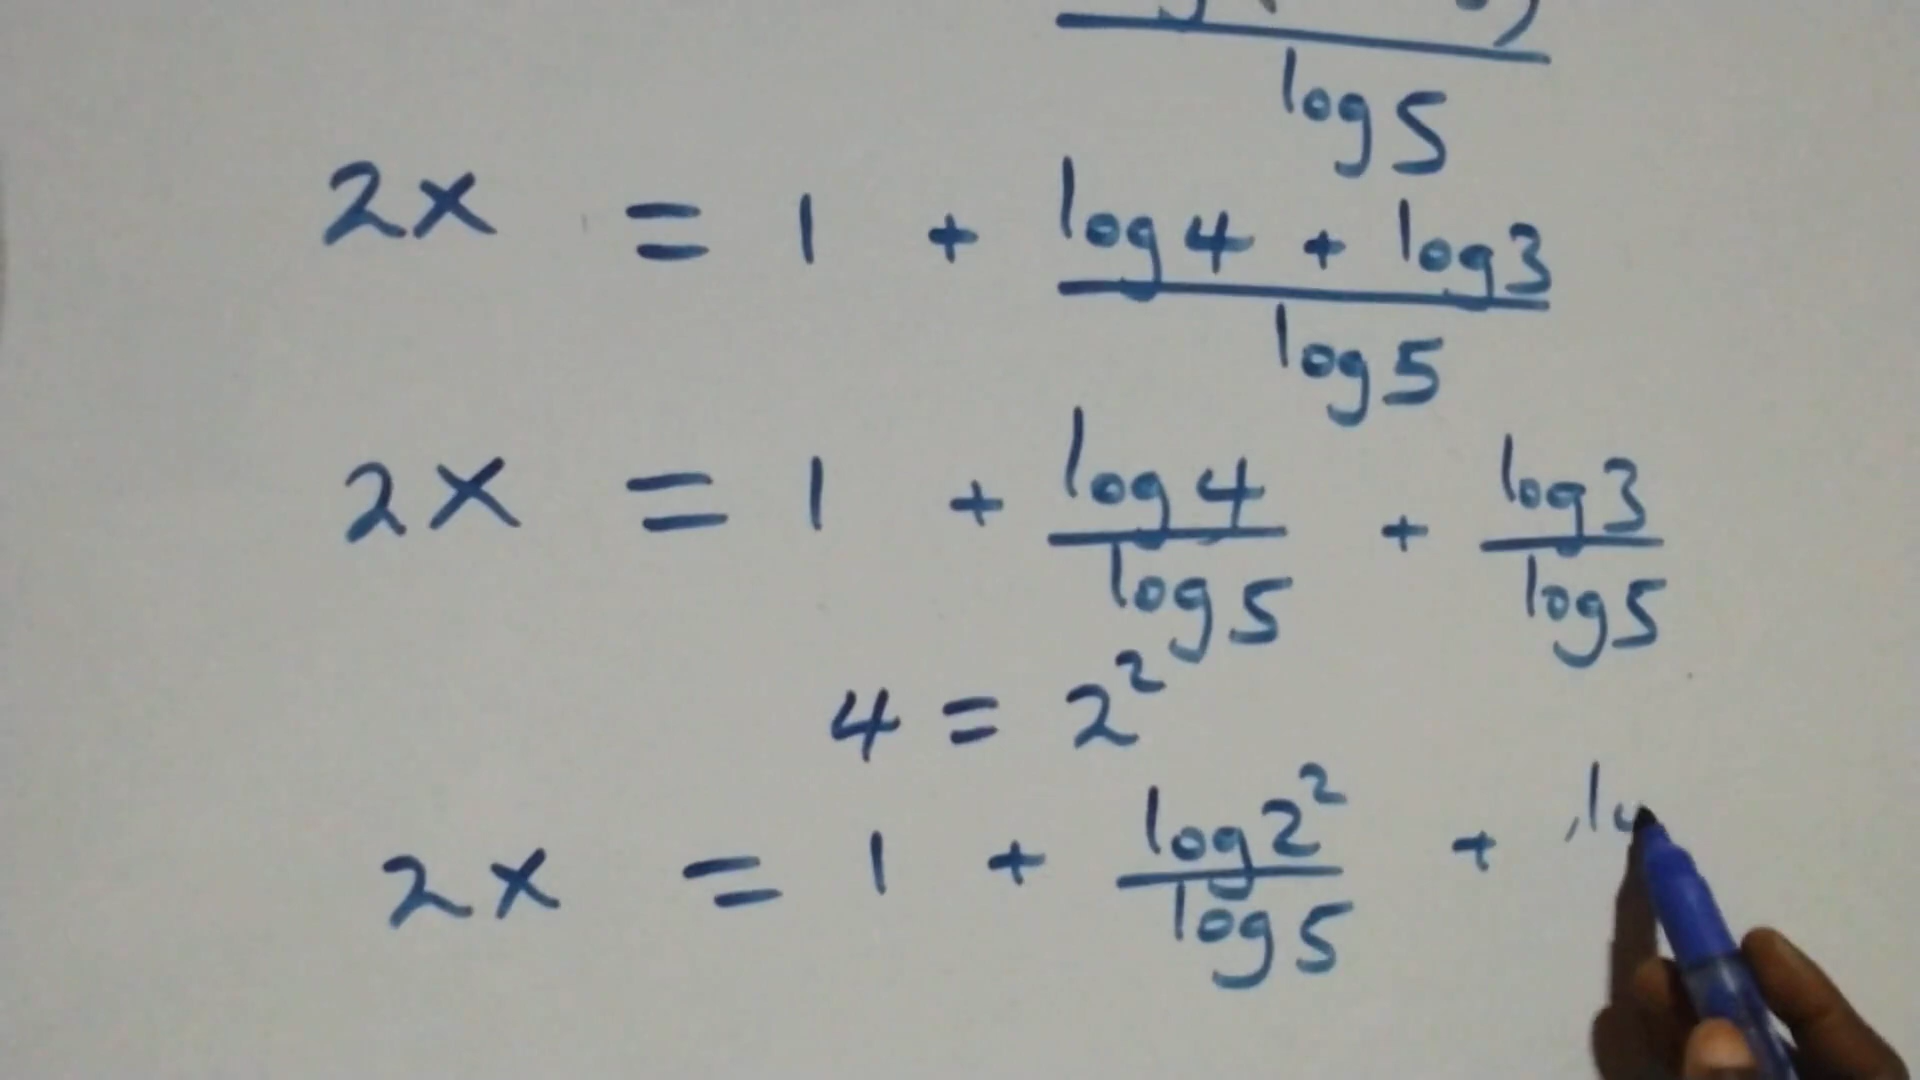 log 5
2x = 1 + (log 4 + log 3)/(log 5)
2x = 1 + (log 4)/(log 5) + (log 3)/(log 5)
4 = 2²
2x = 1 + (log 2²)/(log 5) +